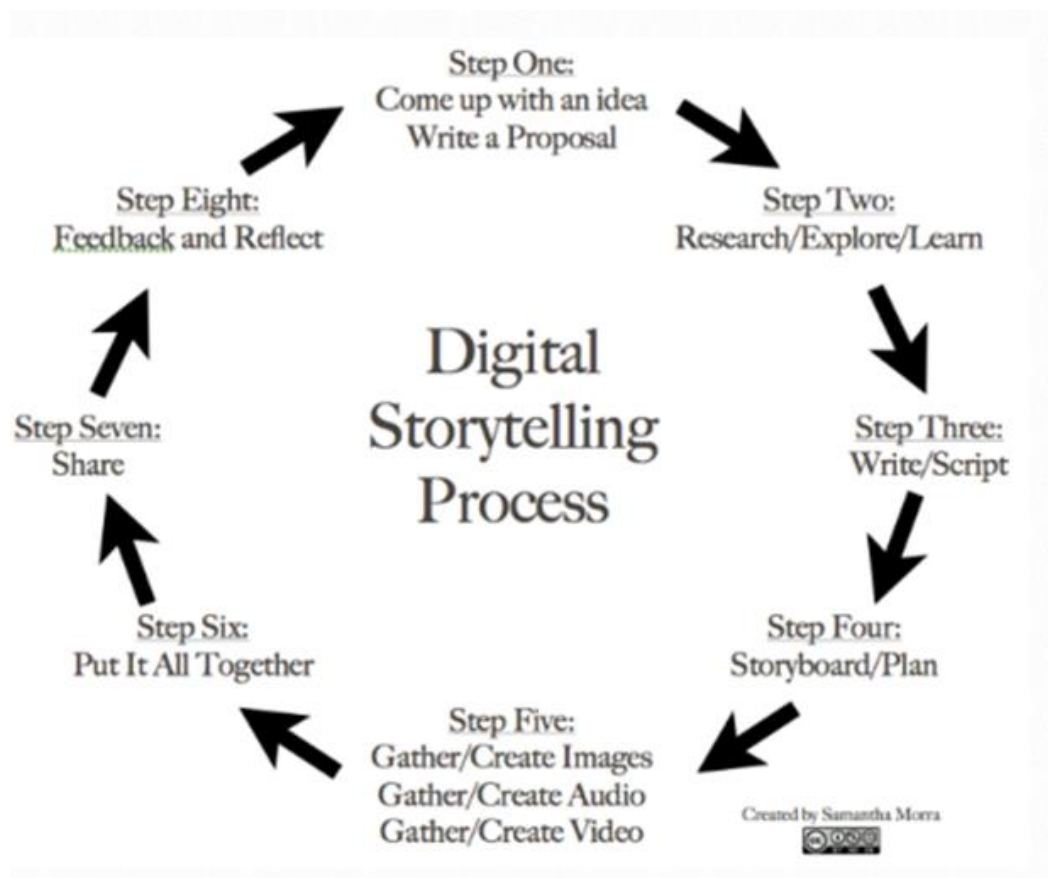 Step One:
Come up with an idea
Write a Proposal
Step Two:
Research/Explore/Learn
Step Three:
Write/Script
Step Four:
Storyboard/Plan
Step Five:
Gather/Create Images
Gather/Create Audio
Gather/Create Video
Step Six:
Put It All Together
Step Seven:
Share
Step Eight:
Feedback and Reflect
Digital
Storytelling
Process
Created by Samantha Morra
cc